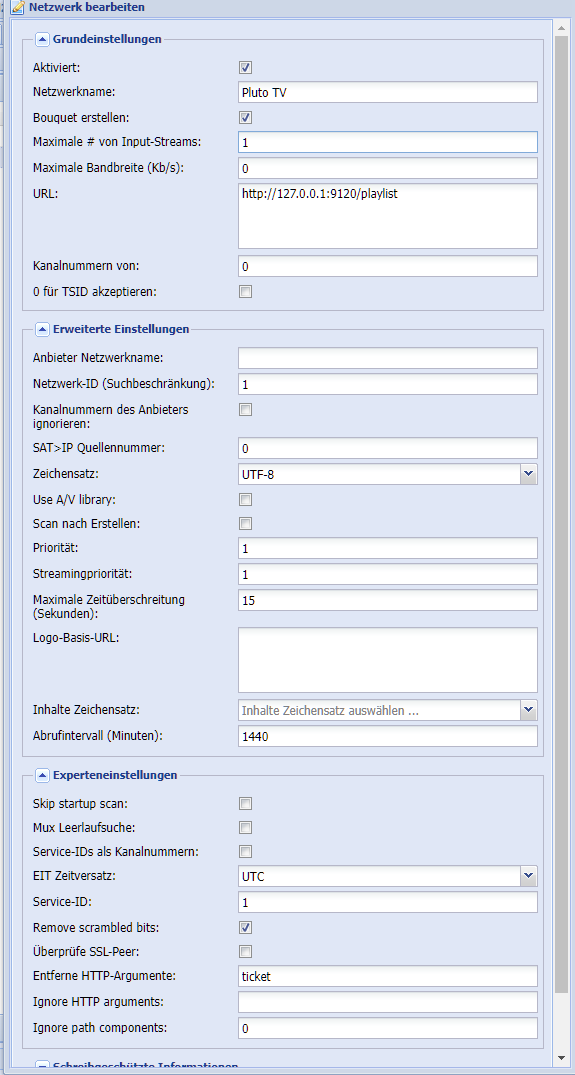 Netzwerk bearbeiten
Grundeinstellungen
Aktiviert:
Netzwerkname: Pluto TV
Bouquet erstellen:
Maximale # von Input-Streams: 1
Maximale Bandbreite (Kb/s): 0
URL: http://127.0.0.1:9120/playlist
Kanalnummern von: 0
0 für TSID akzeptieren:
Erweiterte Einstellungen
Anbieter Netzwerkname:
Netzwerk-ID (Suchbeschränkung): 1
Kanalnummern des Anbieters
ignorieren:
SAT>IP Quellennummer: 0
Zeichensatz: UTF-8
Use A/V library:
Scan nach Erstellen:
Priorität: 1
Streamingpriorität: 1
Maximale Zeitüberschreitung 15
(Sekunden):
Logo-Basis-URL:
Inhalte Zeichensatz: Inhalte Zeichensatz auswählen ...
Abrufintervall (Minuten): 1440
Experteneinstellungen
Skip startup scan:
Mux Leerlaufsuche:
Service-IDs als Kanalnummern:
EIT Zeitversatz: UTC
Service-ID: 1
Remove scrambled bits:
Überprüfe SSL-Peer:
Entferne HTTP-Argumente: ticket
Ignore HTTP arguments:
Ignore path components: 0
Schreibgeschützte Informationen